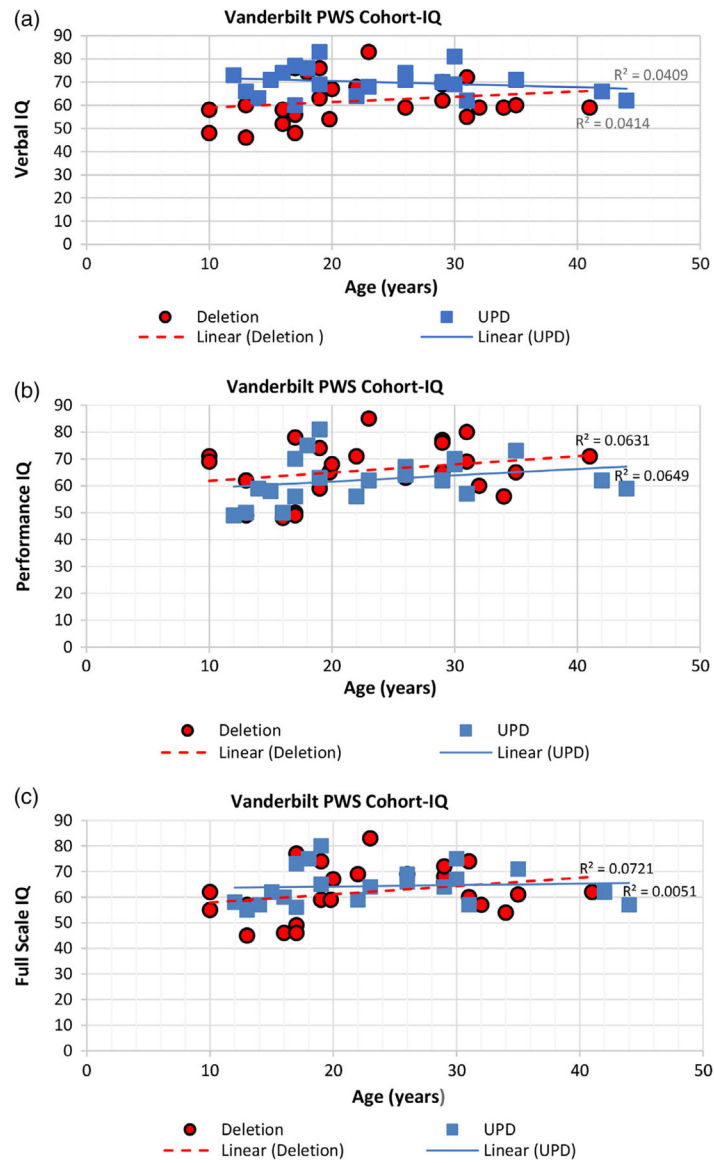 (a)
Vanderbilt PWS Cohort-IQ
90
80
70
60
50
40
30
20
10
0
Verbal IQ
R² = 0.0409
R² = 0.0414
0 10 20 30 40 50
Age (years)
Deletion UPD
Linear (Deletion ) Linear (UPD)
(b)
Vanderbilt PWS Cohort-IQ
90
80
70
60
50
40
30
20
10
0
Performance IQ
R² = 0.0631
R² = 0.0649
0 10 20 30 40 50
Age (years)
Deletion UPD
Linear (Deletion) Linear (UPD)
(c)
Vanderbilt PWS Cohort-IQ
90
80
70
60
50
40
30
20
10
0
Full Scale IQ
R² = 0.0721
R² = 0.0051
0 10 20 30 40 50
Age (years)
Deletion UPD
Linear (Deletion) Linear (UPD)